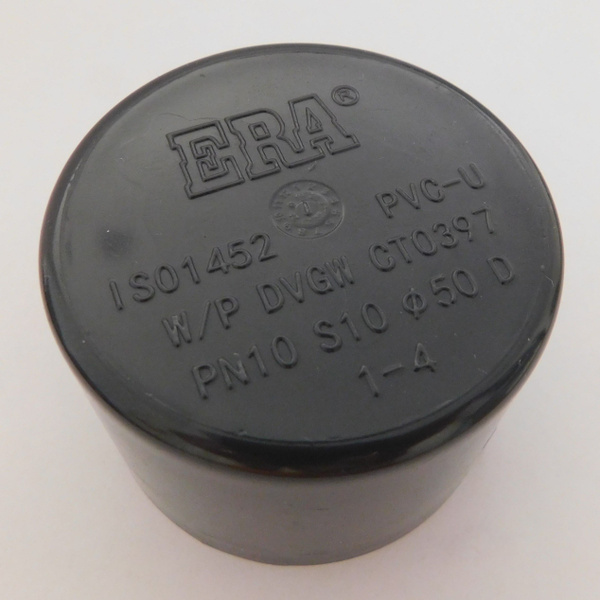 ERA®
ISO1452 PVC-U
W/P DVGW CT0397
PN10 S10 Φ50 D
1-4